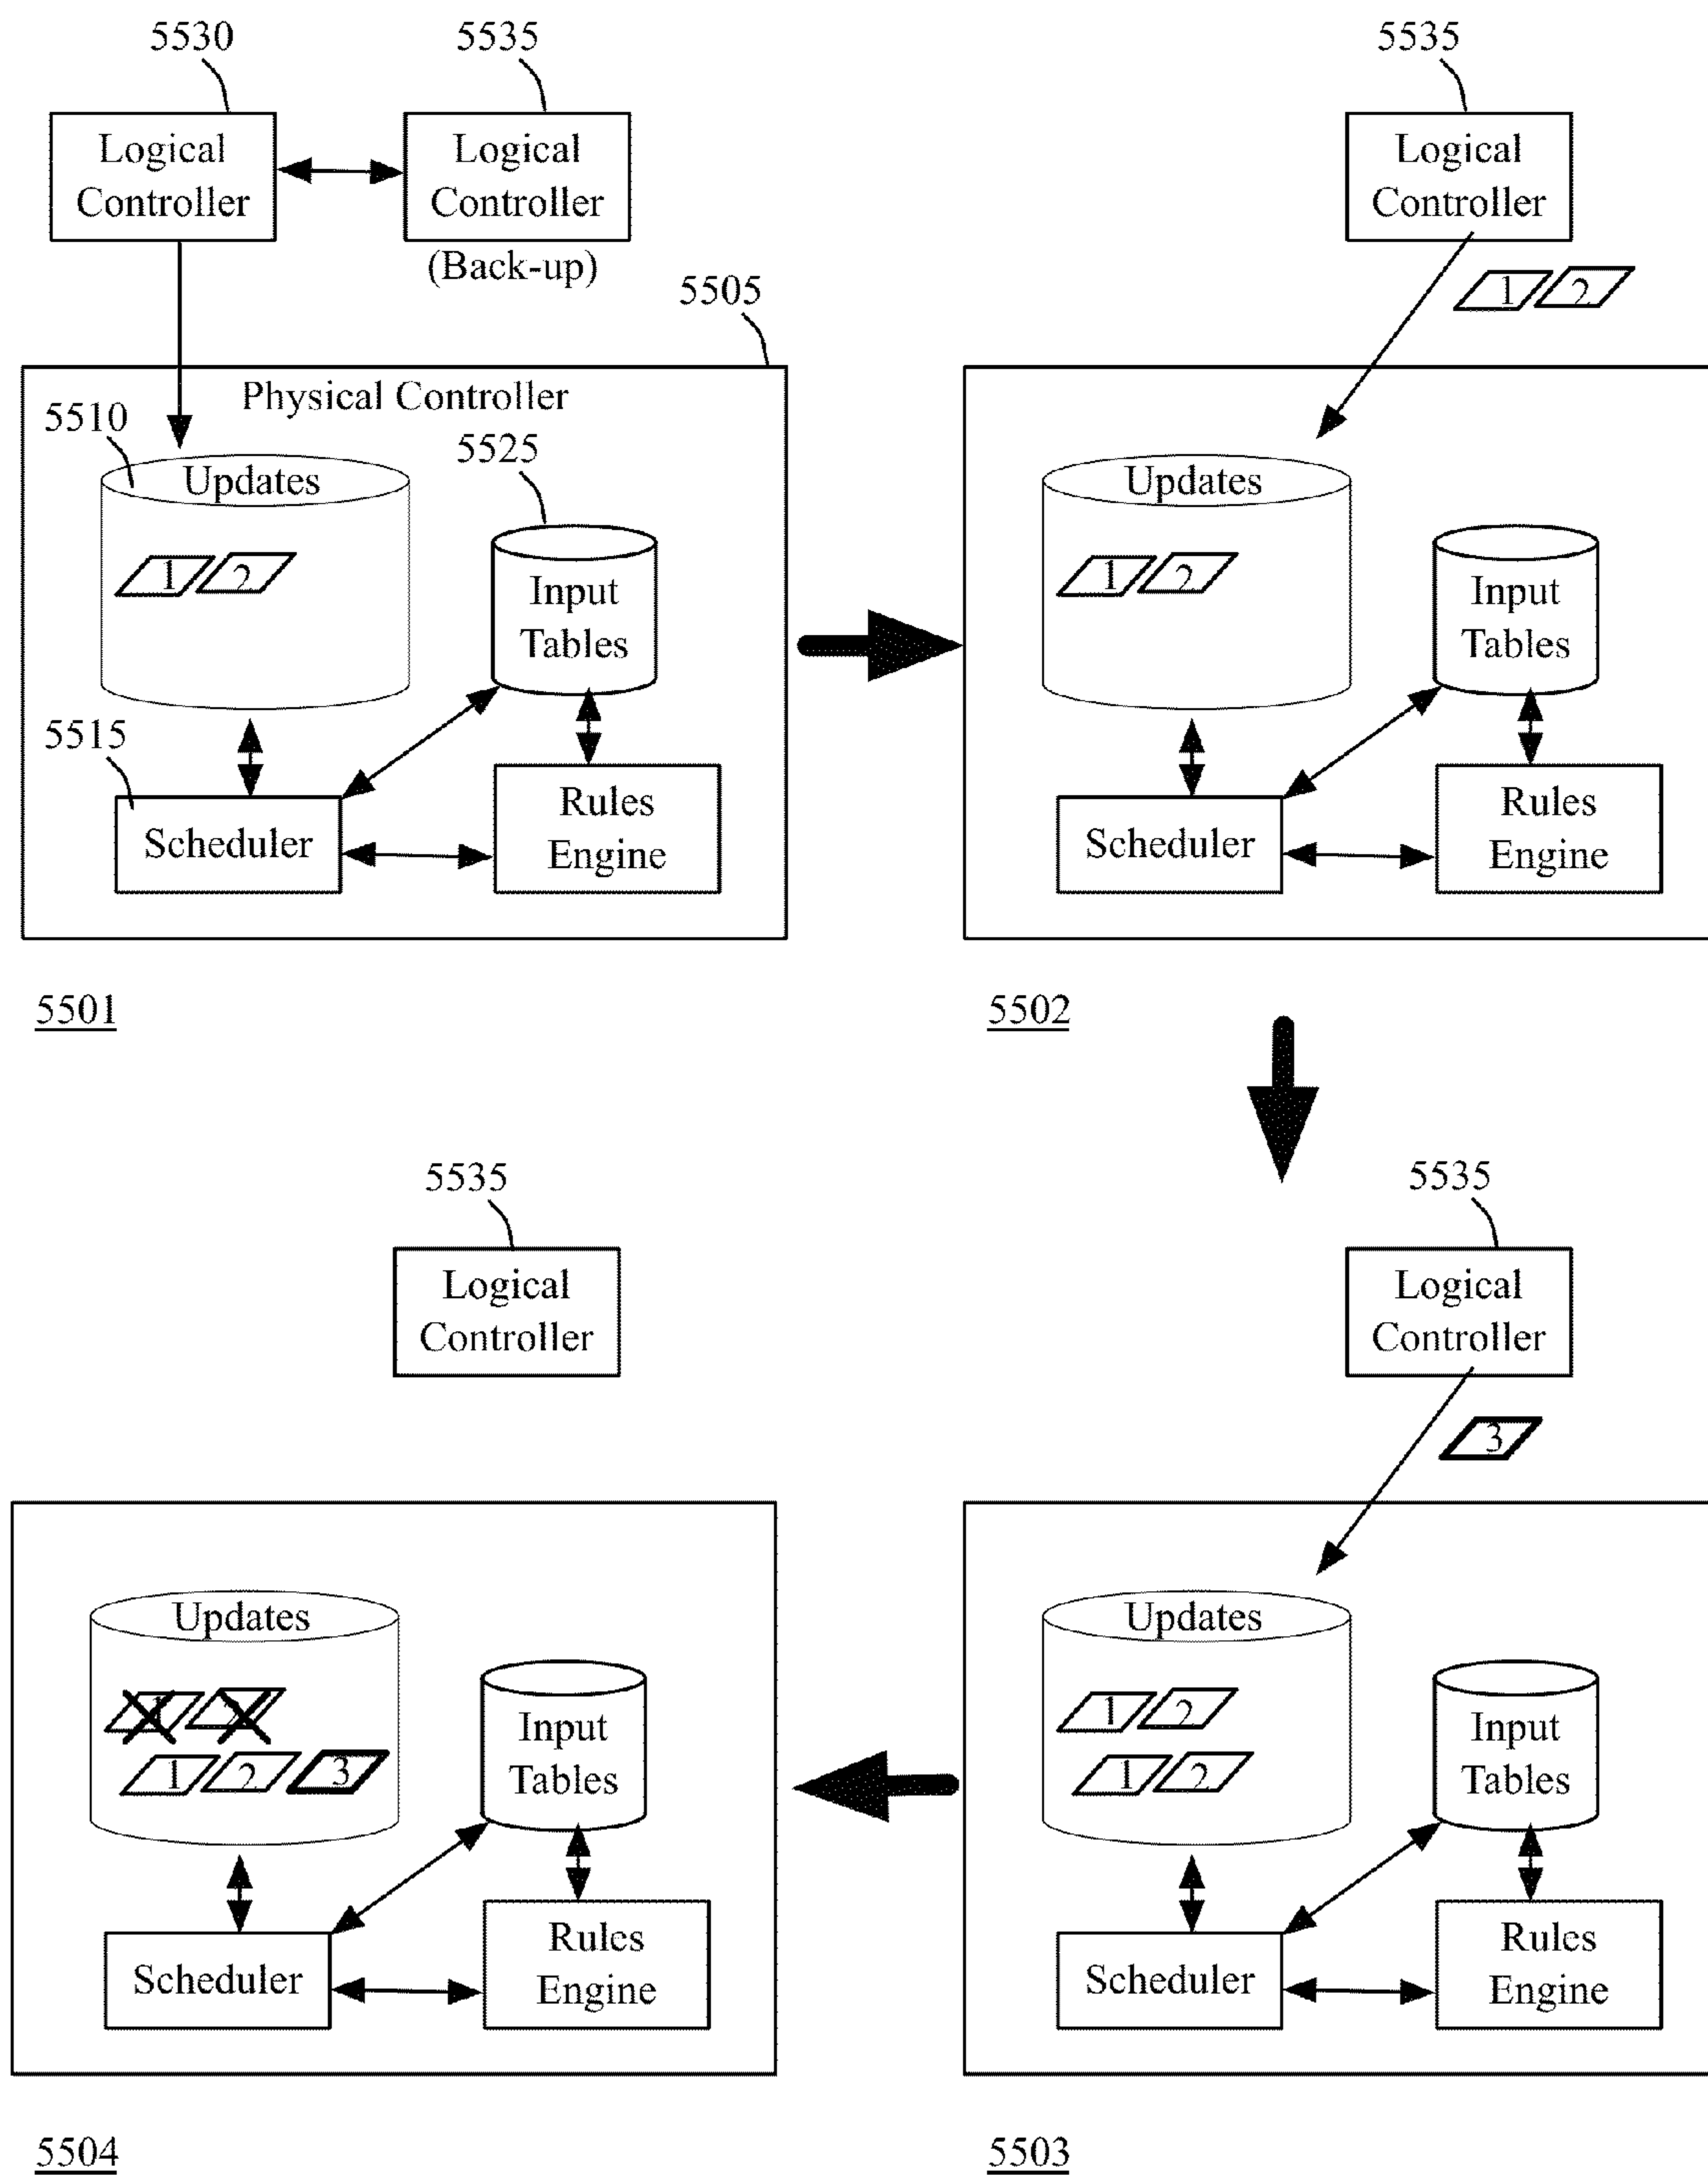 5530
5535
Logical
Controller
Logical
Controller
(Back-up)
5505
Physical Controller
5510
Updates
1
2
5525
Input
Tables
5515
Scheduler
Rules
Engine
5501
5535
Logical
Controller
1
2
Updates
1
2
Input
Tables
Scheduler
Rules
Engine
5502
5535
Logical
Controller
Updates
1
2
1
2
3
Input
Tables
Scheduler
Rules
Engine
5504
5535
Logical
Controller
3
Updates
1
2
1
2
Input
Tables
Scheduler
Rules
Engine
5503